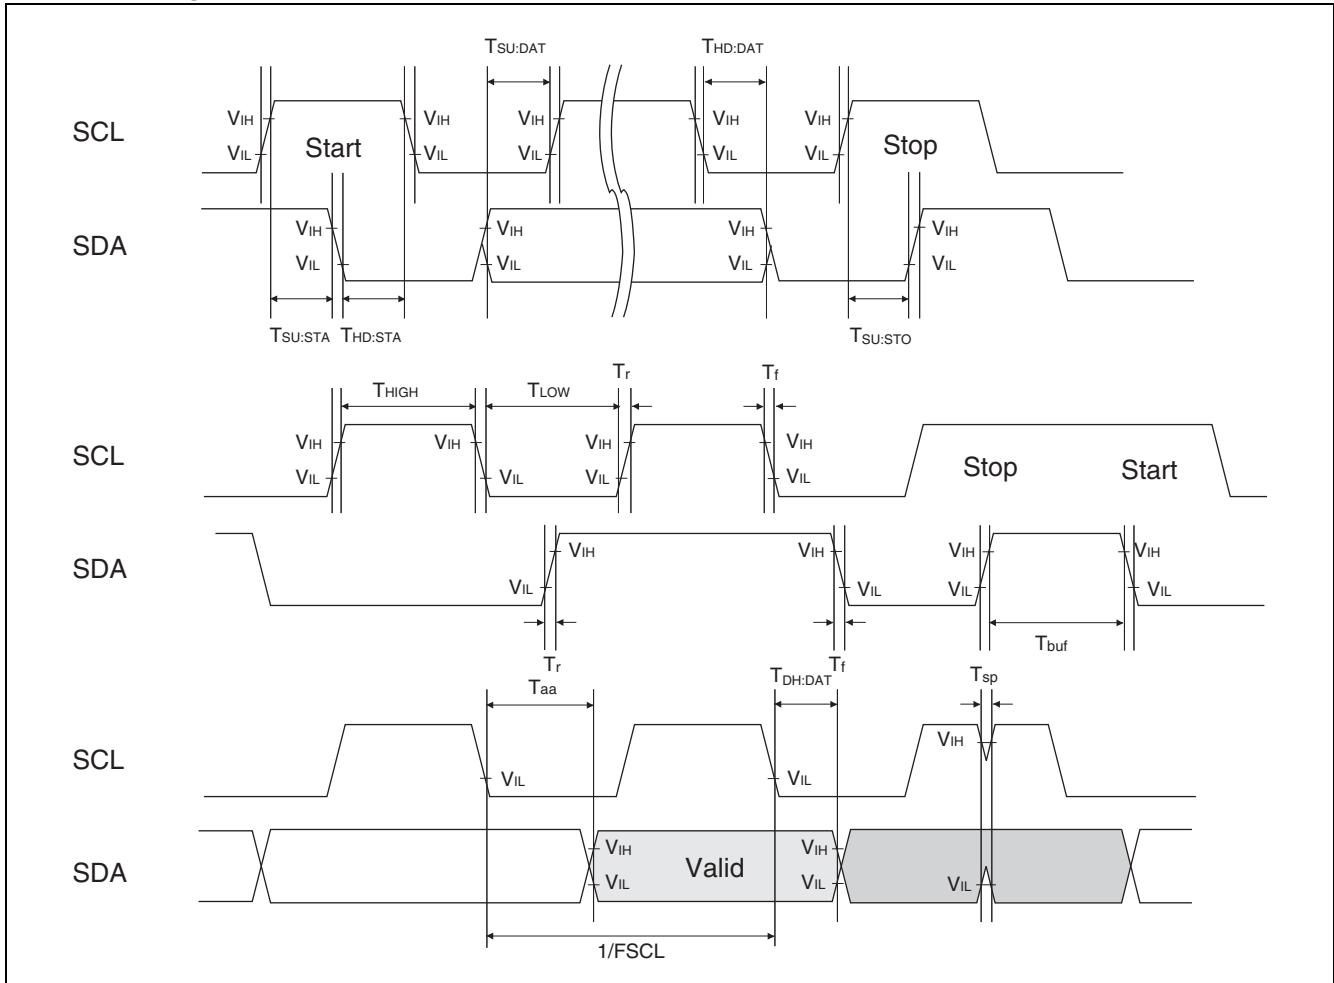 TSU:DAT THD:DAT
SCL VIH Start VIH VIH VIH VIH Stop
VIL VIL VIL VIL VIL
SDA VIH VIH VIH VIH
VIL VIL VIL VIL
TSU:STA THD:STA TSU:STO
THIGH TLOW Tr Tf
SCL VIH VIH VIH VIH Stop Start
VIL VIL VIL VIL
SDA VIH VIH VIH VIH
VIL VIL VIL VIL
Tr Tf Tbuf
Taa TDH:DAT Tsp
SCL VIH
VIL VIL
SDA VIH Valid VIH
VIL VIL VIL
1/FSCL